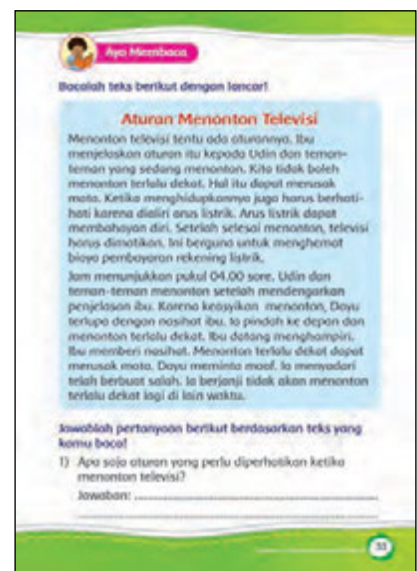 Ayo Membaca
Bacalah teks berikut dengan lancar!
Aturan Menonton Televisi
Menonton televisi tentu ada aturannya. Ibu
menjelaskan aturan itu kepada Udin dan teman-
teman yang sedang menonton. Kita tidak boleh
menonton terlalu dekat. Hal itu dapat merusak
mata. Ketika menghidupkannya juga harus berhati-
hati karena dialiri arus listrik. Arus listrik dapat
membahayan diri. Setelah selesai menonton, televisi
harus dimatikan. Ini berguna untuk menghemat
biaya pembayaran rekening listrik.
Jam menunjukkan pukul 04.00 sore. Udin dan
teman-teman menonton setelah mendengarkan
penjelasan ibu. Karena keasyikan menonton, Dayu
terlupa dengan nasihat ibu. Ia pindah ke depan dan
menonton terlalu dekat. Ibu datang menghampiri.
Ibu memberi nasihat. Menonton terlalu dekat dapat
merusak mata. Dayu meminta maaf. Ia menyadari
telah berbuat salah. Ia berjanji tidak akan menonton
terlalu dekat lagi di lain waktu.
Jawablah pertanyaan berikut berdasarkan teks yang
kamu baca!
1) Apa saja aturan yang perlu diperhatikan ketika
menonton televisi?
Jawaban: